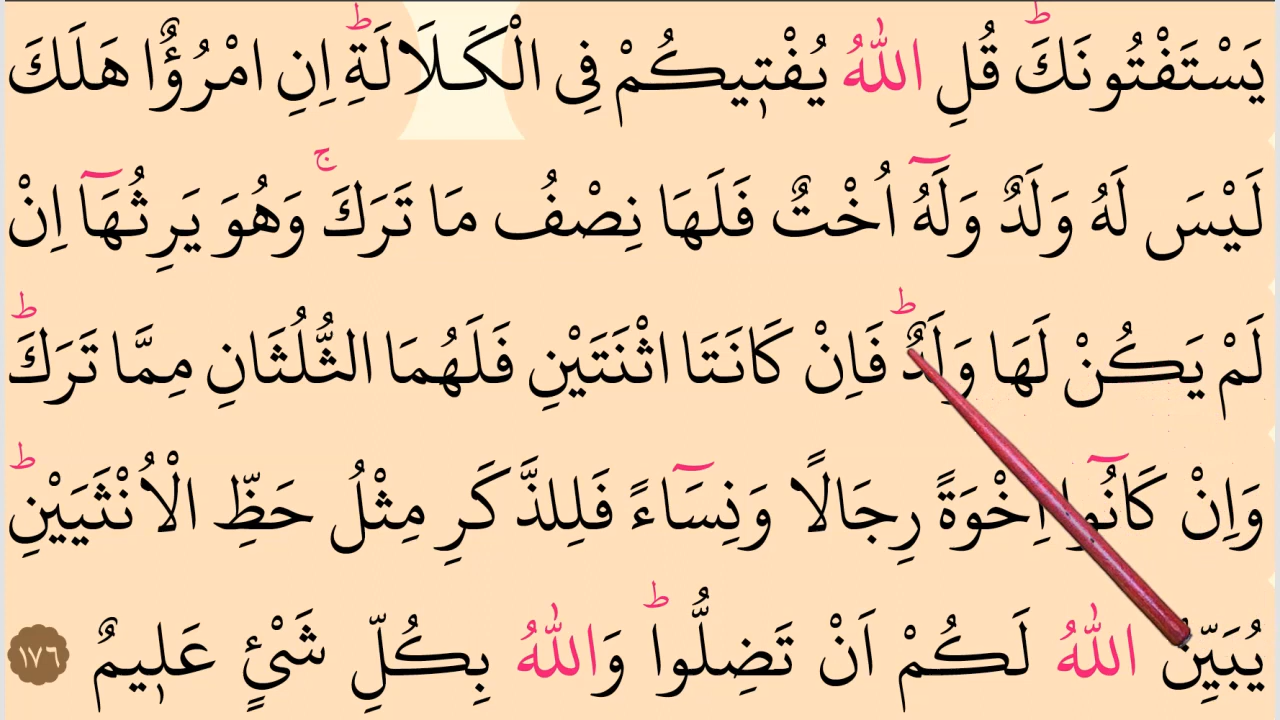 يَسْتَفْتُونَكَ ؕ قُلِ اللّٰهُ يُفْتٖيكُمْ فِى الْكَلَالَةِ ؕ اِنِ امْرُؤٌا هَلَكَ
لَيْسَ لَهُ وَلَدٌ وَلَهُٓ اُخْتٌ فَلَهَا نِصْفُ مَا تَرَكَ ۚ وَهُوَ يَرِثُهَٓا اِنْ
لَمْ يَكُنْ لَهَا وَلَدٌ ؕ فَاِنْ كَانَتَا اثْنَتَيْنِ فَلَهُمَا الثُّلُثَانِ مِمَّا تَرَكَ ؕ
وَاِنْ كَانُٓوا اِخْوَةً رِجَالًا وَنِسَٓاءً فَلِلذَّكَرِ مِثْلُ حَظِّ الْاُنْثَيَيْنِ ؕ
يُبَيِّنُ اللّٰهُ لَكُمْ اَنْ تَضِلُّوا ؕ وَاللّٰهُ بِكُلِّ شَیْءٍ عَلٖيمٌ ١٧٦